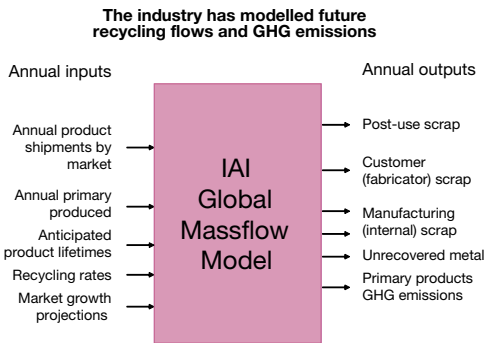 The industry has modelled future
recycling flows and GHG emissions
Annual inputs
Annual product
shipments by
market
Annual primary
produced
Anticipated
product lifetimes
Recycling rates
Market growth
projections
IAI
Global
Massflow
Model
Annual outputs
Post-use scrap
Customer
(fabricator) scrap
Manufacturing
(internal) scrap
Unrecovered metal
Primary products
GHG emissions